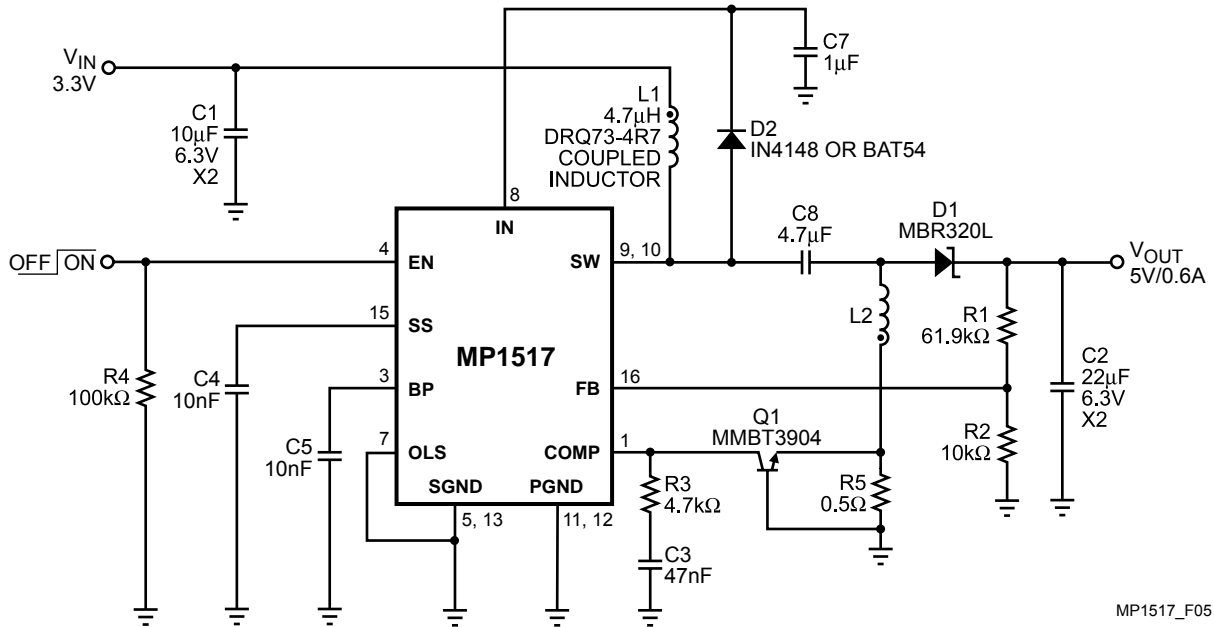 C7
1µF
VIN
3.3V
C1
10µF
6.3V
X2
L1
4.7µH
DRQ73-4R7
COUPLED
INDUCTOR
D2
IN4148 OR BAT54
8
IN
OFF ON
4
EN
SW
9, 10
C8
4.7µF
D1
MBR320L
VOUT
5V/0.6A
15
SS
L2
R1
61.9kΩ
MP1517
R4
100kΩ
C4
10nF
3
BP
FB
16
C2
22µF
6.3V
X2
C5
10nF
7
OLS
COMP
1
Q1
MMBT3904
R2
10kΩ
SGND
PGND
5, 13
11, 12
R3
4.7kΩ
R5
0.5Ω
C3
47nF
MP1517_F05